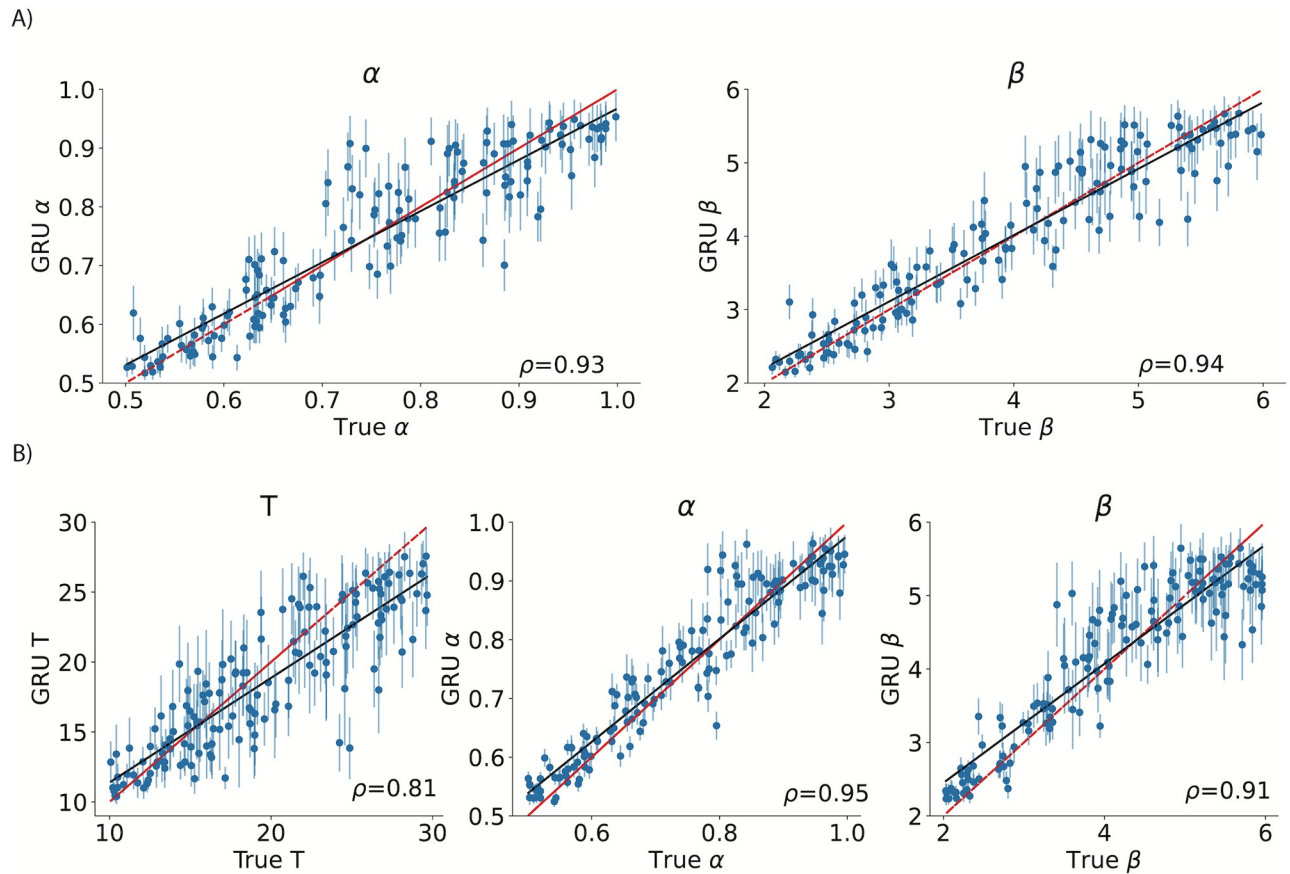 A)
α
β
1.0
0.9
0.8
0.7
0.6
0.5
GRU α
0.5 0.6 0.7 0.8 0.9 1.0
True α
ρ=0.93
6
5
4
3
2
GRU β
2 3 4 5 6
True β
ρ=0.94
B)
T
α
β
30
25
20
15
10
GRU T
10 20 30
True T
ρ=0.81
1.0
0.9
0.8
0.7
0.6
0.5
GRU α
0.6 0.8 1.0
True α
ρ=0.95
6
5
4
3
2
GRU β
2 4 6
True β
ρ=0.91